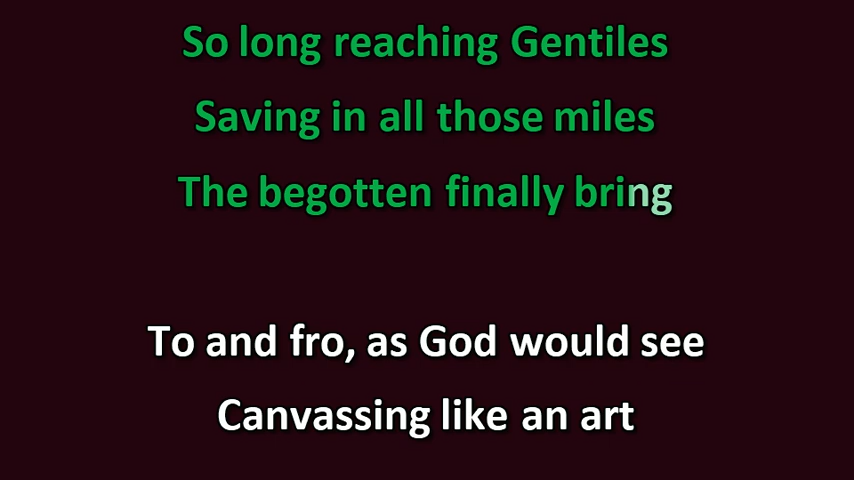 So long reaching Gentiles
Saving in all those miles
The begotten finally bring
To and fro, as God would see
Canvassing like an art